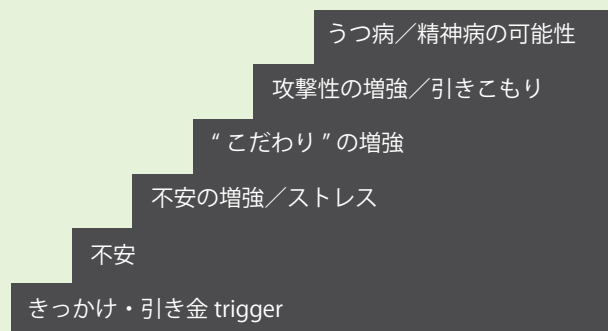 うつ病／精神病の可能性
攻撃性の増強／引きこもり
“ こだわり ” の増強
不安の増強／ストレス
不安
きっかけ・引き金 trigger